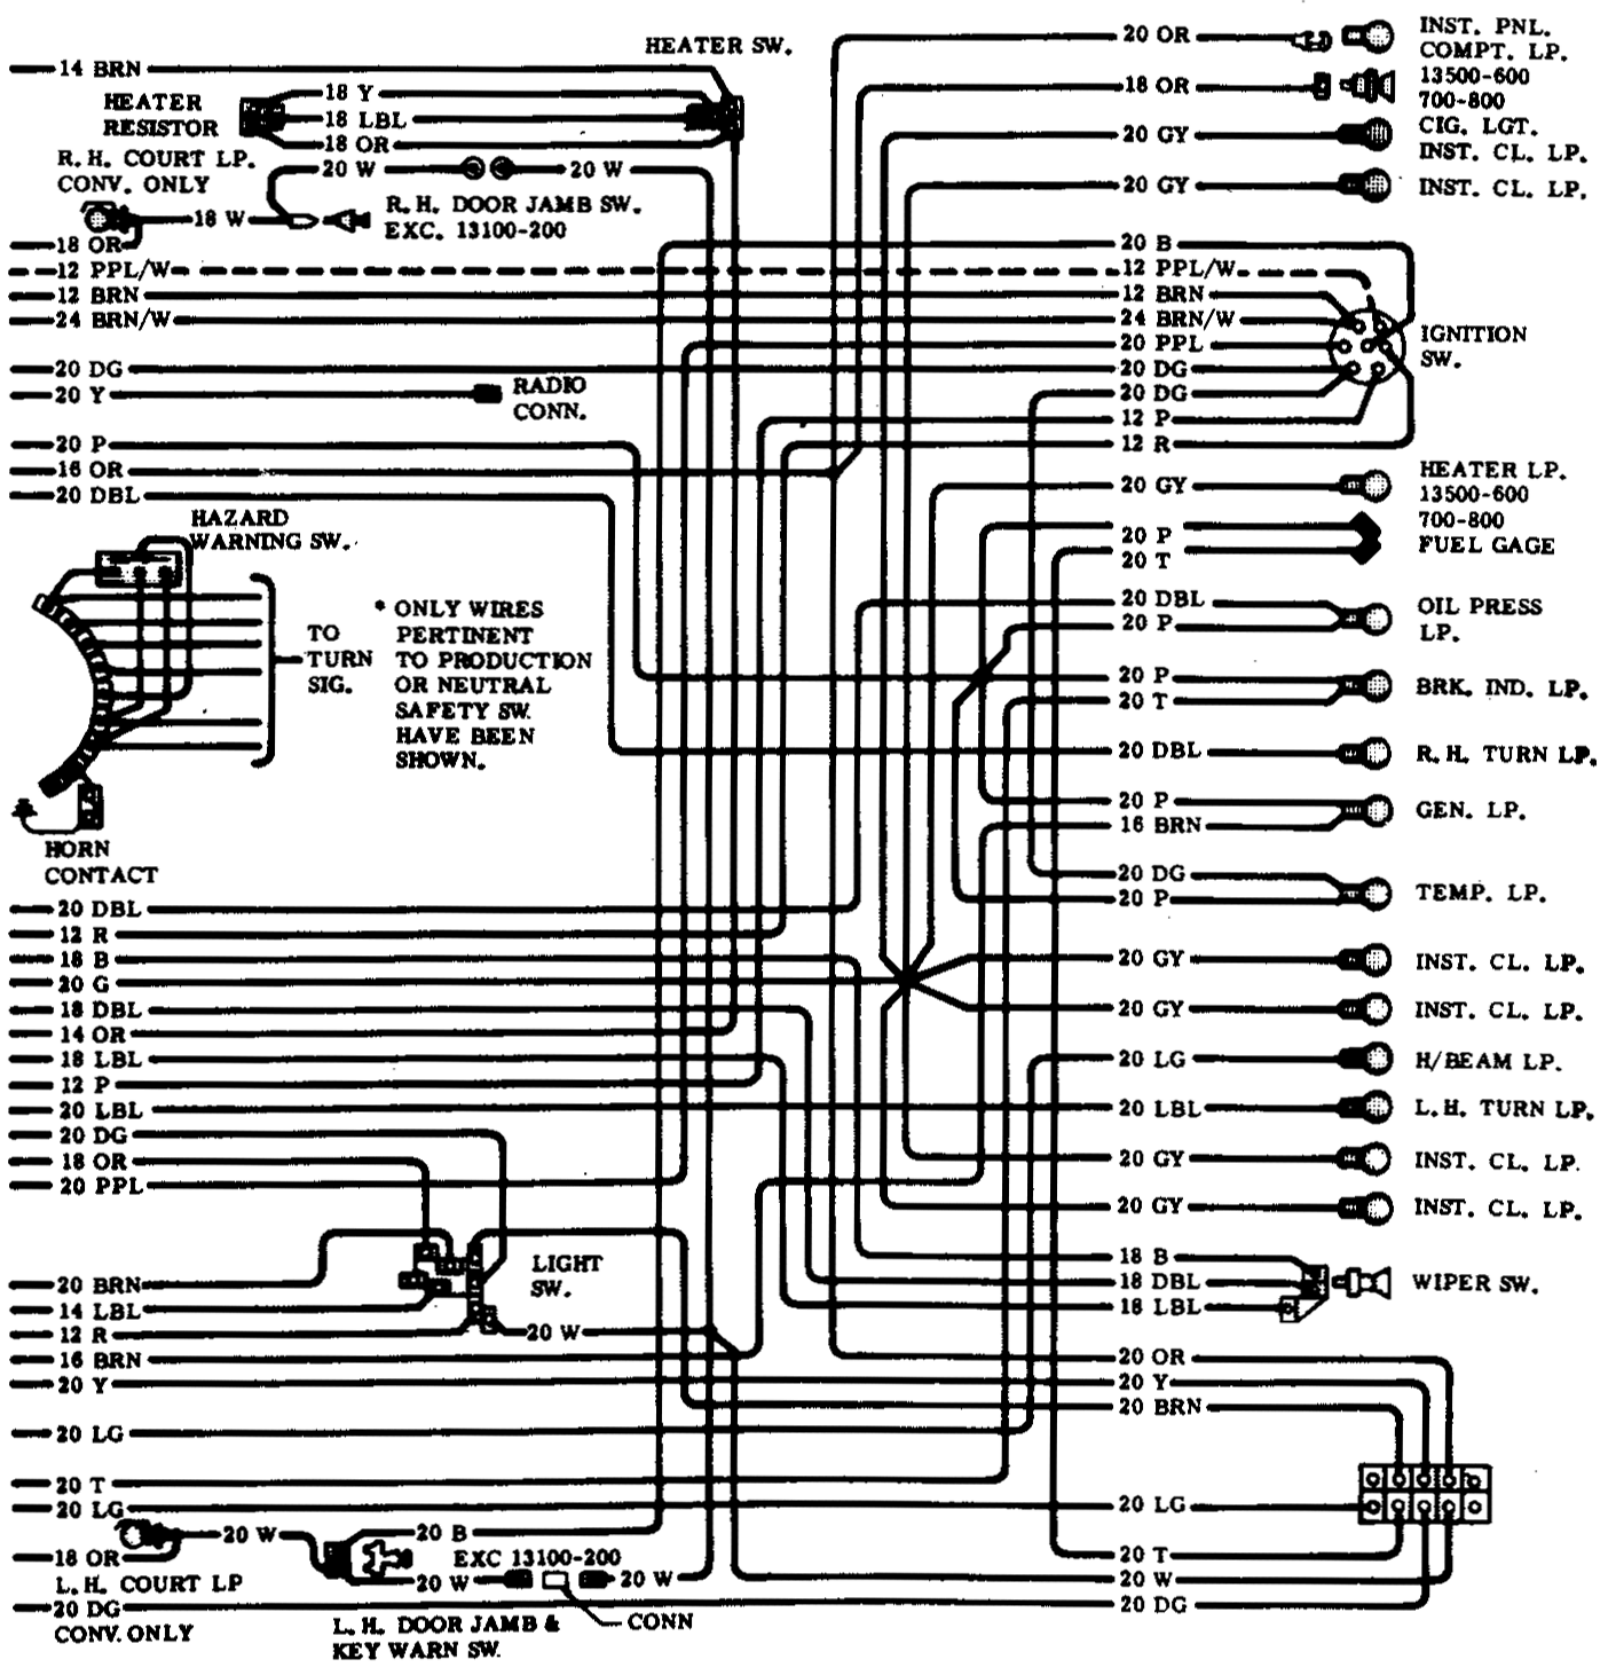 HEATER SW.
14 BRN
HEATER
RESISTOR
18 Y
18 LBL
18 OR
R. H. COURT LP.
CONV. ONLY
20 W
20 W
18 W
R. H. DOOR JAMB SW.
EXC. 13100-200
18 OR
12 PPL/W
12 BRN
24 BRN/W
20 DG
20 Y
RADIO
CONN.
20 P
16 OR
20 DBL
HAZARD
WARNING SW.
TO
TURN
SIG.
* ONLY WIRES
PERTINENT
TO PRODUCTION
OR NEUTRAL
SAFETY SW.
HAVE BEEN
SHOWN.
HORN
CONTACT
20 DBL
12 R
18 B
20 G
18 DBL
14 OR
18 LBL
12 P
20 LBL
20 DG
18 OR
20 PPL
LIGHT
SW.
20 BRN
14 LBL
12 R
20 W
16 BRN
20 Y
20 LG
20 T
20 LG
20 W
20 B
18 OR
EXC 13100-200
L. H. COURT LP
20 W
20 W
20 DG
CONV. ONLY
L. H. DOOR JAMB &
KEY WARN SW.
CONN
20 OR
INST. PNL.
COMPT. LP.
18 OR
13500-600
700-800
CIG. LGT.
20 GY
INST. CL. LP.
20 GY
INST. CL. LP.
20 B
12 PPL/W
12 BRN
24 BRN/W
20 PPL
20 DG
20 DG
12 P
12 R
IGNITION
SW.
20 GY
HEATER LP.
13500-600
700-800
20 P
20 T
FUEL GAGE
20 DBL
20 P
OIL PRESS
LP.
20 P
20 T
BRK. IND. LP.
20 DBL
R. H. TURN LP.
20 P
16 BRN
GEN. LP.
20 DG
20 P
TEMP. LP.
20 GY
INST. CL. LP.
20 GY
INST. CL. LP.
20 LG
H/BEAM LP.
20 LBL
L. H. TURN LP.
20 GY
INST. CL. LP.
20 GY
INST. CL. LP.
18 B
18 DBL
18 LBL
WIPER SW.
20 OR
20 Y
20 BRN
20 LG
20 T
20 W
20 DG